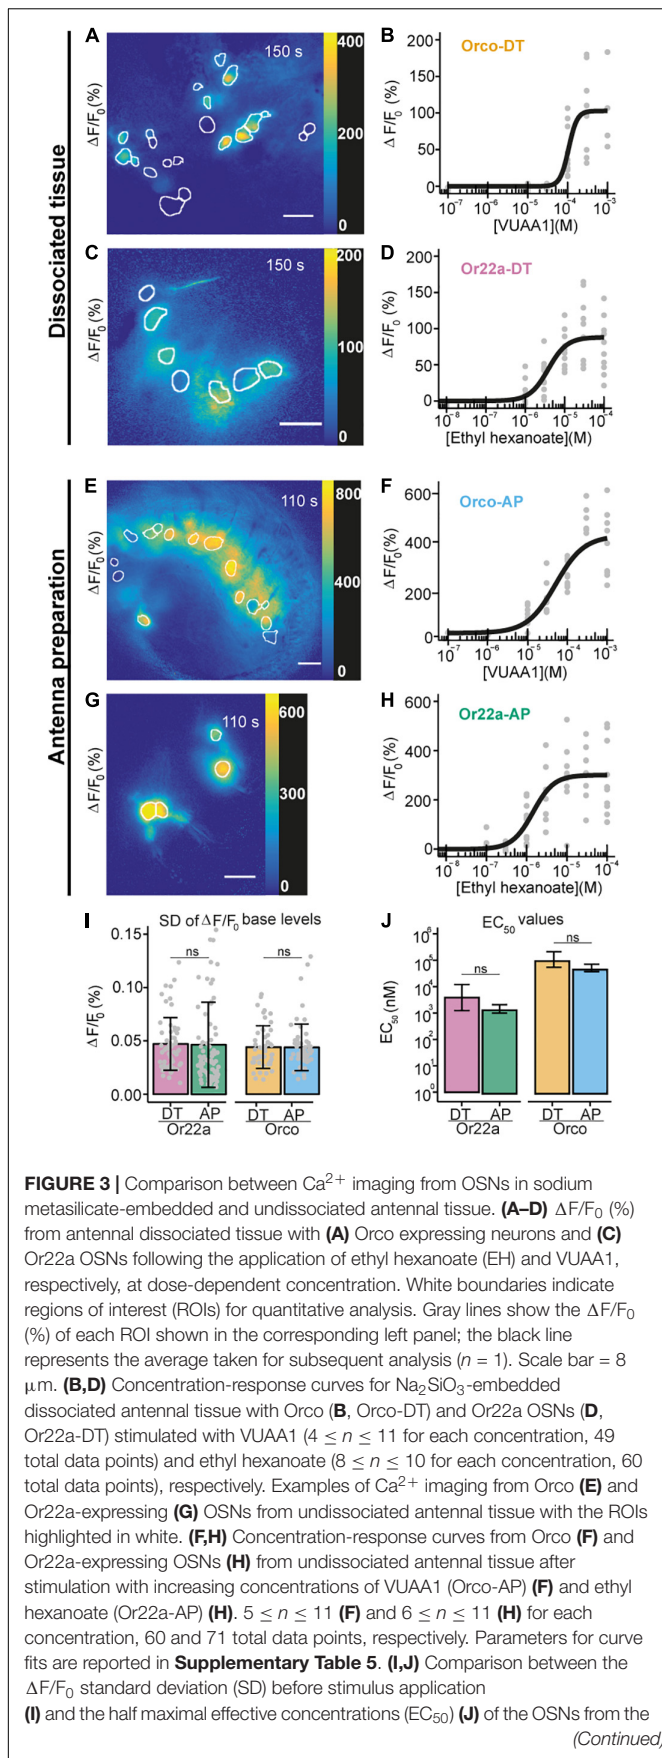 Dissociated tissue
A
150 s
ΔF/F0 (%)
400
200
0
B
Orco-DT
Δ F/F0 (%)
200
150
100
50
0
10^-7 10^-6 10^-5 10^-4 10^-3
[VUAA1](M)
C
150 s
ΔF/F0 (%)
200
100
0
D
Or22a-DT
Δ F/F0 (%)
200
150
100
50
0
10^-8 10^-7 10^-6 10^-5 10^-4
[Ethyl hexanoate](M)
Antenna preparation
E
110 s
ΔF/F0 (%)
800
400
0
F
Orco-AP
Δ F/F0 (%)
600
400
200
0
10^-7 10^-6 10^-5 10^-4 10^-3
[VUAA1](M)
G
110 s
ΔF/F0 (%)
600
300
0
H
Or22a-AP
Δ F/F0 (%)
600
400
200
0
10^-8 10^-7 10^-6 10^-5 10^-4
[Ethyl hexanoate](M)
I
SD of ΔF/F0 base levels
ΔF/F0 (%)
0.15
0.10
0.05
0.00
ns ns
DT AP DT AP
Or22a Orco
J
EC50 values
EC50 (nM)
10^6
10^5
10^4
10^3
10^2
10^1
10^0
ns ns
DT AP DT AP
Or22a Orco
FIGURE 3 | Comparison between Ca2+ imaging from OSNs in sodium
metasilicate-embedded and undissociated antennal tissue. (A–D) ΔF/F0 (%)
from antennal dissociated tissue with (A) Orco expressing neurons and (C)
Or22a OSNs following the application of ethyl hexanoate (EH) and VUAA1,
respectively, at dose-dependent concentration. White boundaries indicate
regions of interest (ROIs) for quantitative analysis. Gray lines show the ΔF/F0
(%) of each ROI shown in the corresponding left panel; the black line
represents the average taken for subsequent analysis (n = 1). Scale bar = 8
μm. (B,D) Concentration-response curves for Na2SiO3-embedded
dissociated antennal tissue with Orco (B, Orco-DT) and Or22a OSNs (D,
Or22a-DT) stimulated with VUAA1 (4 ≤ n ≤ 11 for each concentration, 49
total data points) and ethyl hexanoate (8 ≤ n ≤ 10 for each concentration, 60
total data points), respectively. Examples of Ca2+ imaging from Orco (E) and
Or22a-expressing (G) OSNs from undissociated antennal tissue with the ROIs
highlighted in white. (F,H) Concentration-response curves from Orco (F) and
Or22a-expressing OSNs (H) from undissociated antennal tissue after
stimulation with increasing concentrations of VUAA1 (Orco-AP) (F) and ethyl
hexanoate (Or22a-AP) (H). 5 ≤ n ≤ 11 (F) and 6 ≤ n ≤ 11 (H) for each
concentration, 60 and 71 total data points, respectively. Parameters for curve
fits are reported in Supplementary Table 5. (I,J) Comparison between the
ΔF/F0 standard deviation (SD) before stimulus application
(I) and the half maximal effective concentrations (EC50) (J) of the OSNs from the
(Continued)